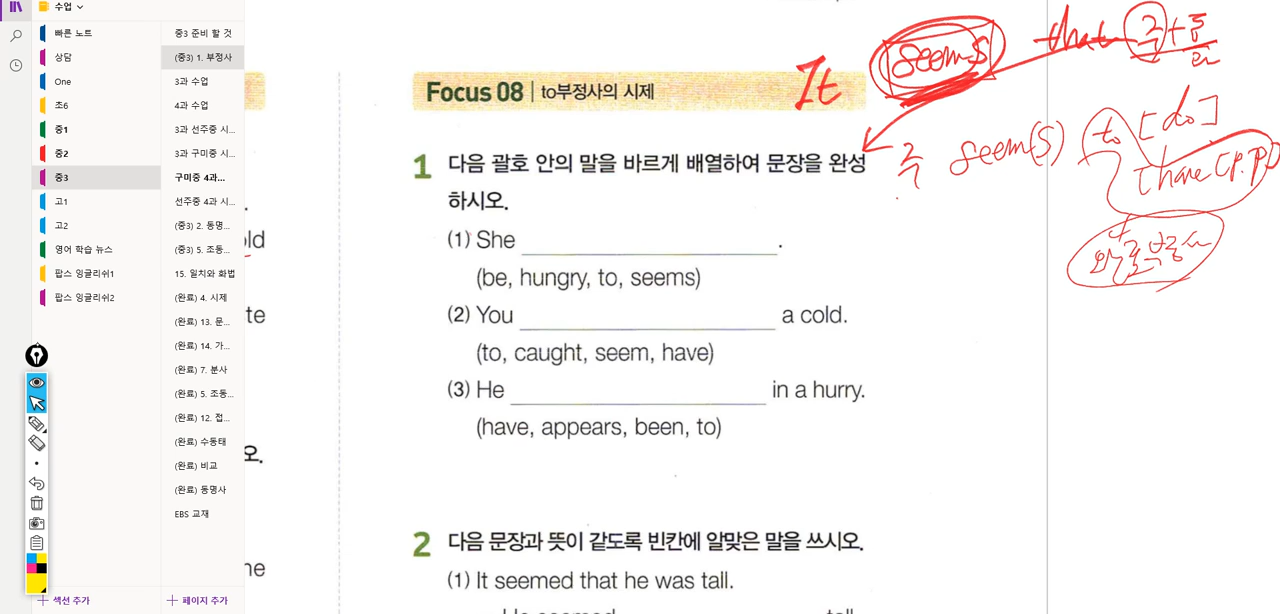 수업
빠른 노트
상담
One
초6
중1
중2
중3
고1
고2
영어 학습 뉴스
팝스 잉글리쉬1
팝스 잉글리쉬2
섹션 추가
중3 준비 할 것
(중3) 1. 부정사
3과 수업
4과 수업
3과 선주중 시...
3과 구미중 시...
구미중 4과...
선주중 4과 시...
(중3) 2. 동명...
(중3) 5. 조동...
15. 일치와 화법
(완료) 4. 시제
(완료) 13. 문...
(완료) 14. 가...
(완료) 7. 분사
(완료) 5. 조동...
(완료) 12. 접...
(완료) 수동태
(완료) 비교
(완료) 동명사
EBS 교재
페이지 추가
ld
te
오.
ne
Focus 08 | to부정사의 시제
It seems that 주+
주 seem(s) to [do]
have (p.p)
1 다음 괄호 안의 말을 바르게 배열하여 문장을 완성
하시오.
(1) She .
(be, hungry, to, seems)
(2) You a cold.
(to, caught, seem, have)
(3) He in a hurry.
(have, appears, been, to)
2 다음 문장과 뜻이 같도록 빈칸에 알맞은 말을 쓰시오.
(1) It seemed that he was tall.
He seemed tall.